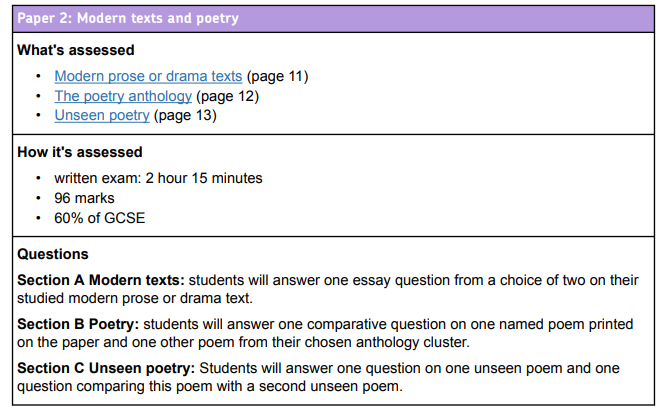 Paper 2: Modern texts and poetry
What's assessed
• Modern prose or drama texts (page 11)
• The poetry anthology (page 12)
• Unseen poetry (page 13)
How it's assessed
• written exam: 2 hour 15 minutes
• 96 marks
• 60% of GCSE
Questions
Section A Modern texts: students will answer one essay question from a choice of two on their
studied modern prose or drama text.
Section B Poetry: students will answer one comparative question on one named poem printed
on the paper and one other poem from their chosen anthology cluster.
Section C Unseen poetry: Students will answer one question on one unseen poem and one
question comparing this poem with a second unseen poem.